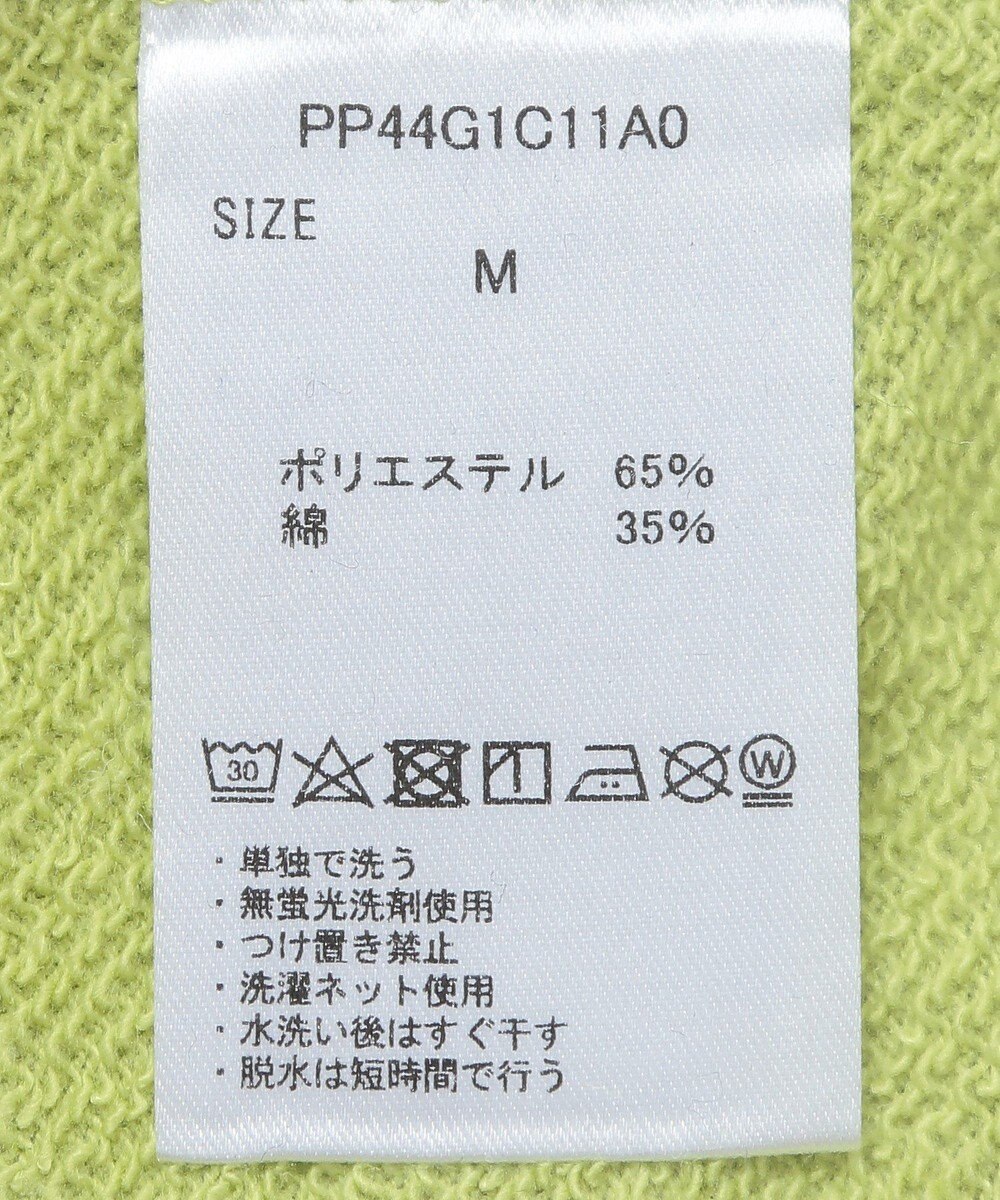 PP44G1C11A0
SIZE
M
ポリエステル 65%
綿 35%
30 W
・単独で洗う
・無蛍光洗剤使用
・つけ置き禁止
・洗濯ネット使用
・水洗い後はすぐ干す
・脱水は短時間で行う